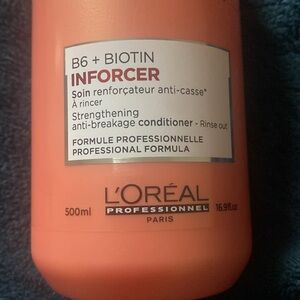 B6 + BIOTIN
INFORCER
Soin renforçateur anti-casse*
À rincer
Strengthening
anti-breakage conditioner - Rinse out
FORMULE PROFESSIONNELLE
PROFESSIONAL FORMULA
L'ORÉAL
PROFESSIONNEL
PARIS
500ml
16.9fl.oz